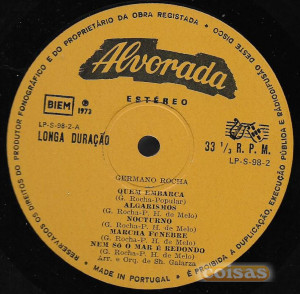 RESERVADOS OS DIREITOS DO PRODUTOR FONOGRÁFICO E DO PROPRIETÁRIO DA OBRA REGISTADA • É PROIBIDA A DUPLICAÇÃO, EXECUÇÃO PÚBLICA E RADIODIFUSÃO DESTE DISCO
Alvorada
ESTÉREO
BIEM
℗ 1973
LP-S-98-2-A
LONGA DURAÇÃO
33 1/3 R. P. M.
LP-S-98-2
GERMANO ROCHA
QUEM EMBARCA
(G. Rocha-Popular)
ALGARISMOS
(G. Rocha-P. H. de Melo)
NOCTURNO
(G. Rocha-P. H. de Melo)
MARCHA FÚNEBRE
(G. Rocha-P. H. de Melo)
NEM SÓ O MAR É REDONDO
(G. Rocha-P. H. de Melo)
Arr. e Orq. de Sh. Galarza
MADE IN PORTUGAL
Coisas